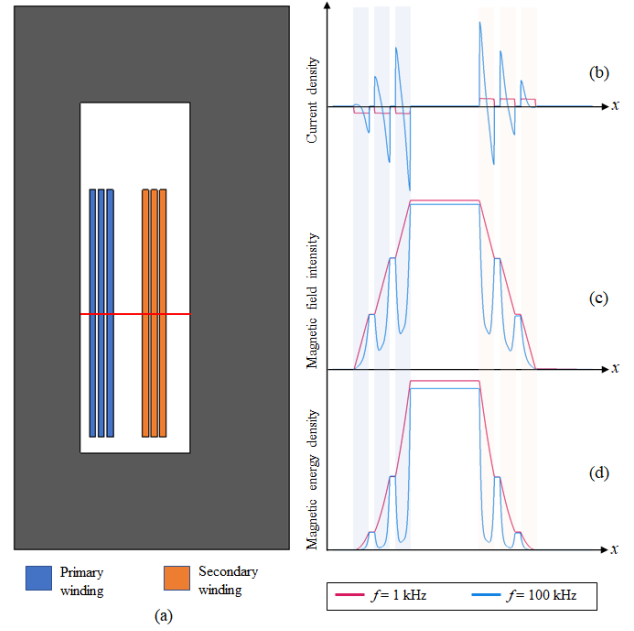 Current density
x
(b)
Magnetic field intensity
x
(c)
Magnetic energy density
x
(d)
Primary
winding
Secondary
winding
(a)
f = 1 kHz
f = 100 kHz